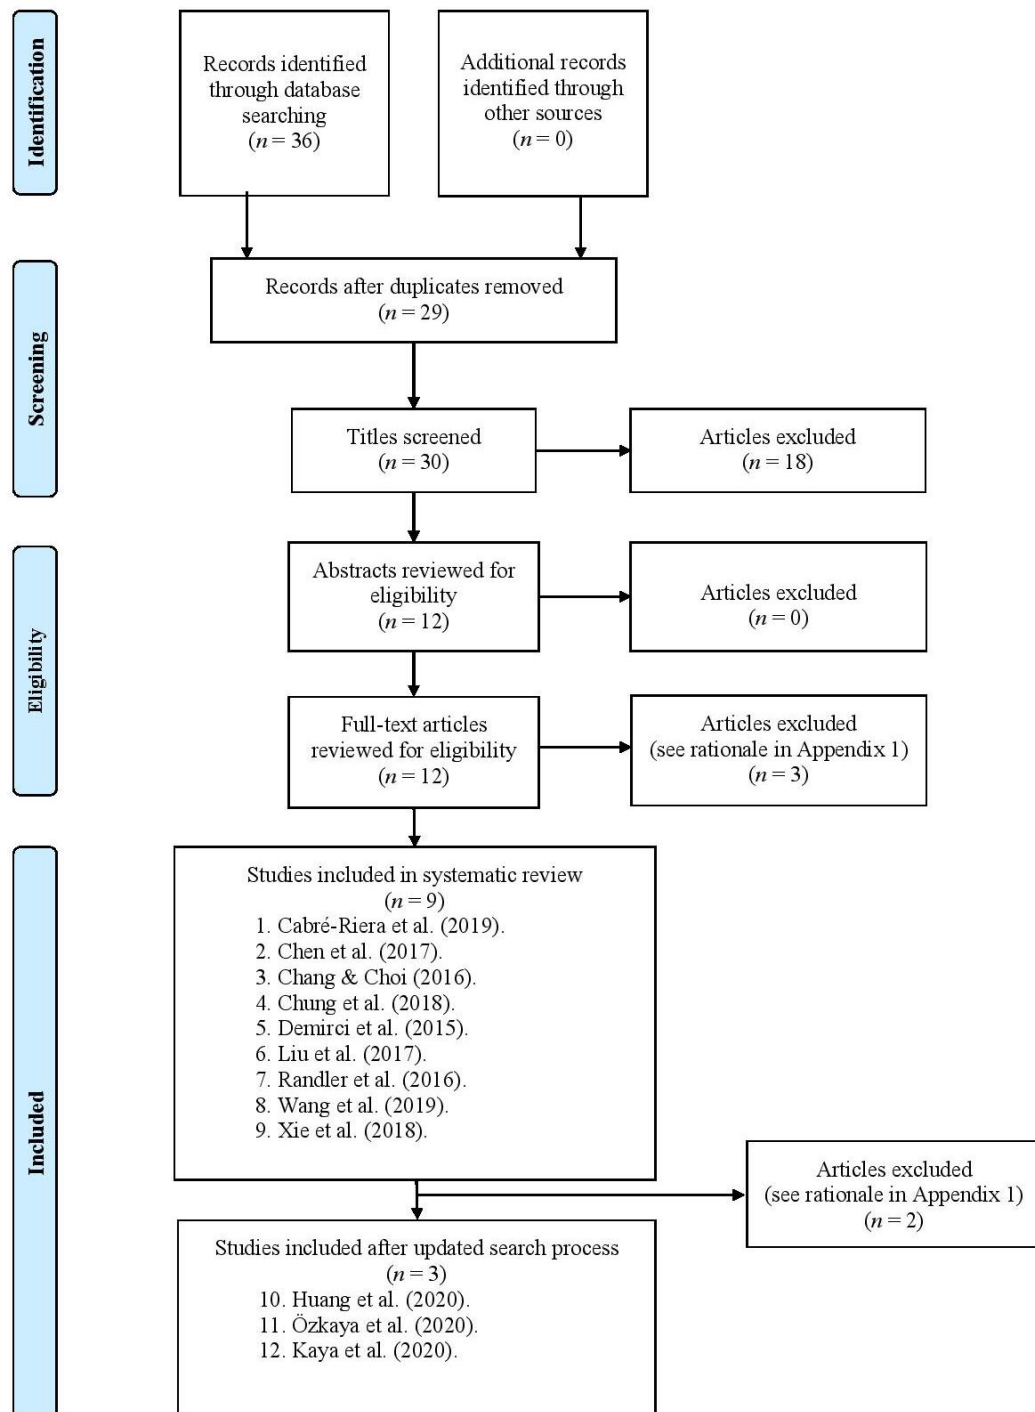 Identification
Records identified
through database
searching
(n = 36)
Additional records
identified through
other sources
(n = 0)
Screening
Records after duplicates removed
(n = 29)
Titles screened
(n = 30)
Articles excluded
(n = 18)
Eligibility
Abstracts reviewed for
eligibility
(n = 12)
Articles excluded
(n = 0)
Full-text articles
reviewed for eligibility
(n = 12)
Articles excluded
(see rationale in Appendix 1)
(n = 3)
Included
Studies included in systematic review
(n = 9)
1. Cabré-Riera et al. (2019).
2. Chen et al. (2017).
3. Chang & Choi (2016).
4. Chung et al. (2018).
5. Demirci et al. (2015).
6. Liu et al. (2017).
7. Randler et al. (2016).
8. Wang et al. (2019).
9. Xie et al. (2018).
Articles excluded
(see rationale in Appendix 1)
(n = 2)
Studies included after updated search process
(n = 3)
10. Huang et al. (2020).
11. Özkaya et al. (2020).
12. Kaya et al. (2020).